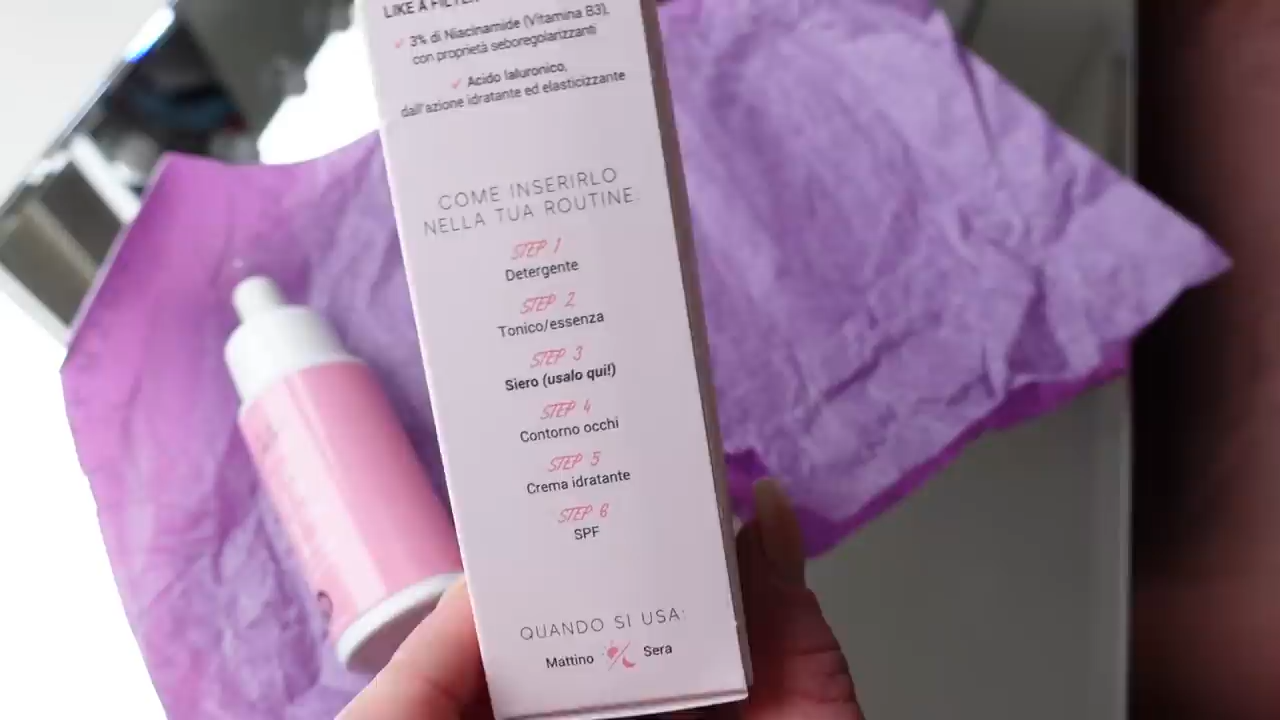 LIKE A FILTER
✓ 3% di Niacinamide (Vitamina B3),
con proprietà seboregolarizzanti
✓ Acido Ialuronico,
dall'azione idratante ed elasticizzante
COME INSERIRLO
NELLA TUA ROUTINE:
STEP 1
Detergente
STEP 2
Tonico/essenza
STEP 3
Siero (usalo qui!)
STEP 4
Contorno occhi
STEP 5
Crema idratante
STEP 6
SPF
QUANDO SI USA:
Mattino Sera